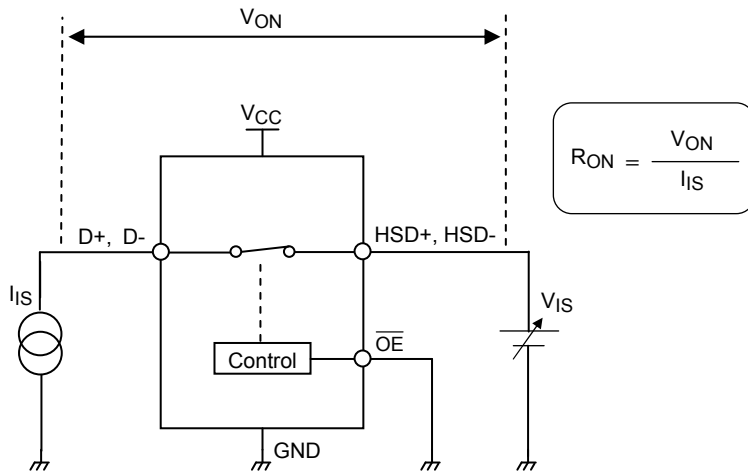 VON
VCC
RON = VON / IIS
D+, D-
HSD+, HSD-
IIS
VIS
OE
Control
GND